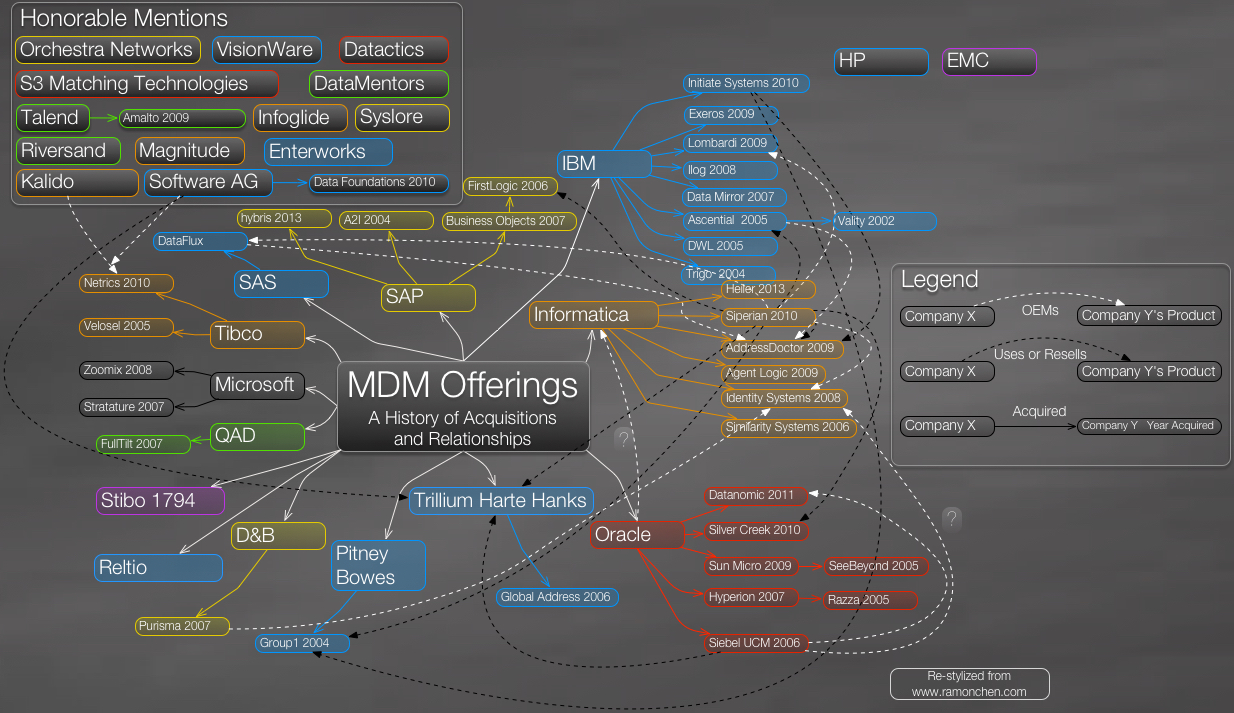 Honorable Mentions
Orchestra Networks
VisionWare
Datactics
S3 Matching Technologies
DataMentors
Talend
Amalto 2009
Infoglide
Syslore
Riversand
Magnitude
Enterworks
Kalido
Software AG
Data Foundations 2010
HP
EMC
Initiate Systems 2010
Exeros 2009
Lombardi 2009
IBM
Ilog 2008
Data Mirror 2007
Ascential 2005
Vality 2002
DWL 2005
Trigo 2004
FirstLogic 2006
hybris 2013
A2I 2004
Business Objects 2007
DataFlux
SAS
SAP
Netrics 2010
Velosel 2005
Tibco
Informatica
Heiler 2013
Siperian 2010
AddressDoctor 2009
Agent Logic 2009
Identity Systems 2008
Similarity Systems 2006
Legend
Company X
OEMs
Company Y's Product
Company X
Uses or Resells
Company Y's Product
Company X
Acquired
Company Y Year Acquired
Zoomix 2008
Microsoft
Stratature 2007
QAD
FullTilt 2007
MDM Offerings
A History of Acquisitions
and Relationships
?
Stibo 1794
Trillium Harte Hanks
D&B
Reltio
Pitney
Bowes
Global Address 2006
Purisma 2007
Group1 2004
Oracle
Datanomic 2011
Silver Creek 2010
?
Sun Micro 2009
SeeBeyond 2005
Hyperion 2007
Razza 2005
Siebel UCM 2006
Re-stylized from
www.ramonchen.com